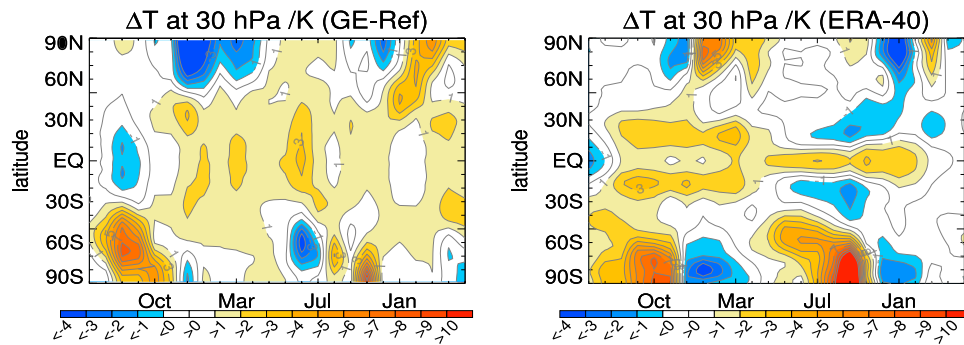 ΔT at 30 hPa /K (GE-Ref)
90N
60N
30N
EQ
30S
60S
90S
latitude
Oct Mar Jul Jan
<-4 <-3 <-2 <-1 <0 >0 >1 >2 >3 >4 >5 >6 >7 >8 >9 >10
ΔT at 30 hPa /K (ERA-40)
90N
60N
30N
EQ
30S
60S
90S
latitude
Oct Mar Jul Jan
<-4 <-3 <-2 <-1 <0 >0 >1 >2 >3 >4 >5 >6 >7 >8 >9 >10